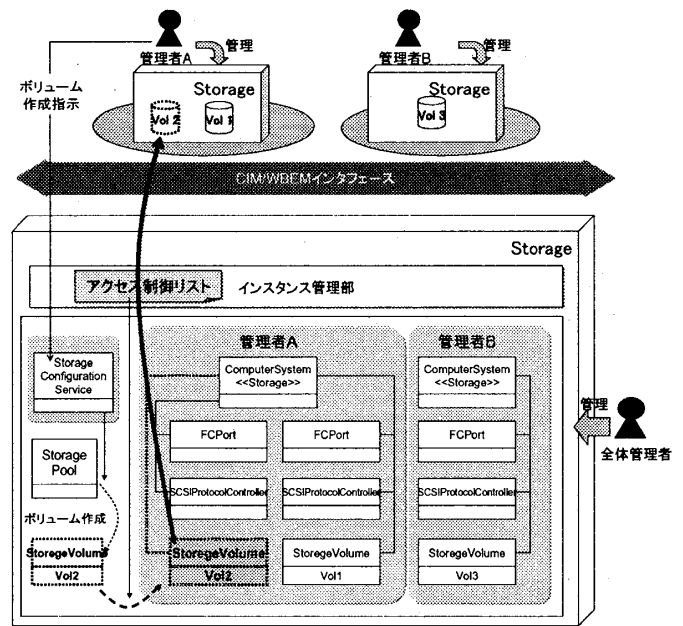 管理者A
管理
管理者B
管理
ボリューム
作成指示
Storage
Vol 2
Vol 1
Storage
Vol 3
CIM/WBEMインタフェース
Storage
アクセス制御リスト
インスタンス管理部
管理者A
管理者B
Storage
Configuration
Service
ComputerSystem
<<Storage>>
ComputerSystem
<<Storage>>
管理
全体管理者
FCPort
FCPort
FCPort
Storage
Pool
SCSIProtocolController
SCSIProtocolController
SCSIProtocolController
ボリューム作成
StoregeVolume
Vol2
StoregeVolume
Vol2
StoregeVolume
Vol1
StoregeVolume
Vol3